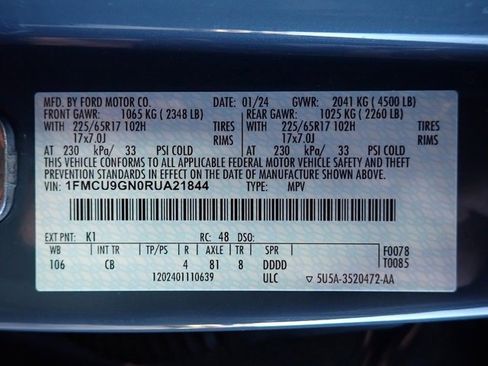 MFD. BY FORD MOTOR CO. 01/24 GVWR: 2041 KG ( 4500 LB)
FRONT GAWR: 1065 KG ( 2348 LB) REAR GAWR: 1025 KG ( 2260 LB)
WITH 225/65R17 102H TIRES WITH 225/65R17 102H TIRES
17x7.0J RIMS 17x7.0J RIMS
AT 230 kPa/ 33 PSI COLD AT 230 kPa/ 33 PSI COLD
THIS VEHICLE CONFORMS TO ALL APPLICABLE FEDERAL MOTOR VEHICLE SAFETY AND THEFT
PREVENTION STANDARDS IN EFFECT ON THE DATE OF MANUFACTURE SHOWN ABOVE.
VIN: 1FMCU9GN0RUA21844 TYPE: MPV
EXT PNT: K1 RC: 48 DSO:
WB INT TR TP/PS R AXLE TR SPR F0078
106 CB 4 81 8 DDDD T0085
1202401110639 ULC 5U5A-3520472-AA